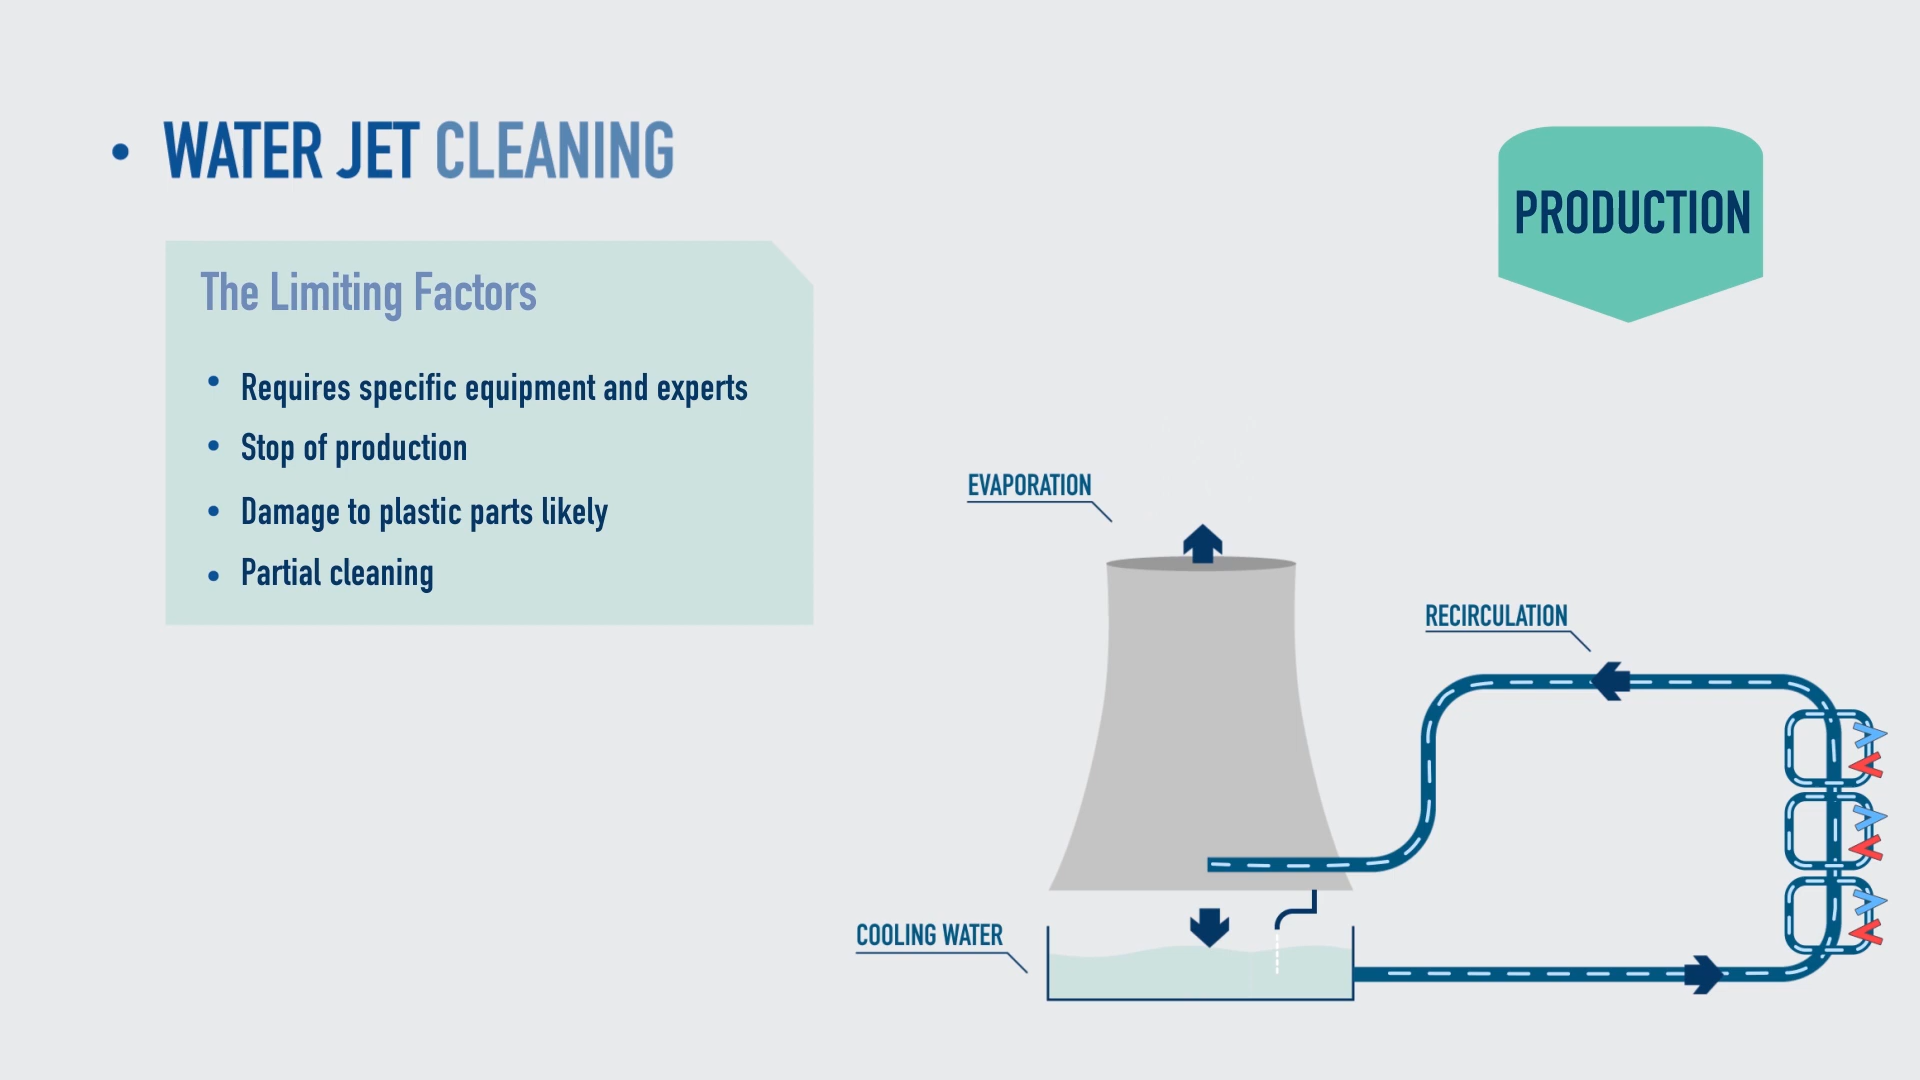 WATER JET CLEANING
PRODUCTION
The Limiting Factors
Requires specific equipment and experts
Stop of production
Damage to plastic parts likely
Partial cleaning
EVAPORATION
RECIRCULATION
COOLING WATER